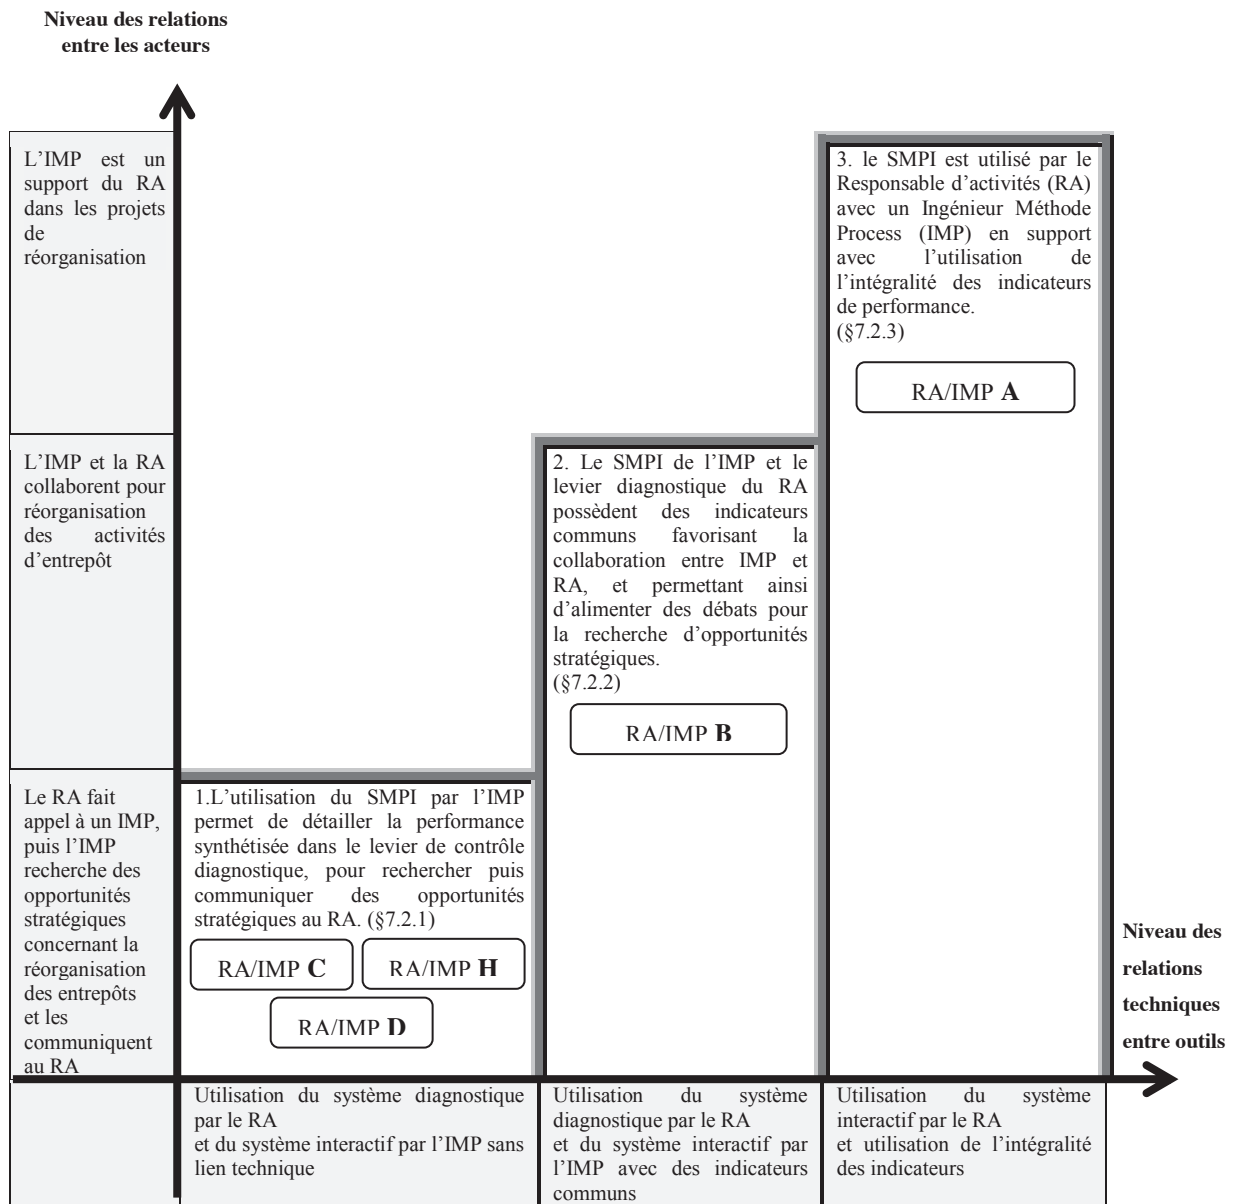 Niveau des relations
entre les acteurs
L’IMP est un
support du RA
dans les projets
de
réorganisation
3. le SMPI est utilisé par le
Responsable d’activités (RA)
avec un Ingénieur Méthode
Process (IMP) en support
avec l’utilisation de
l’intégralité des indicateurs
de performance.
(§7.2.3)
RA/IMP A
L’IMP et la RA
collaborent pour
réorganisation
des activités
d’entrepôt
2. Le SMPI de l’IMP et le
levier diagnostique du RA
possèdent des indicateurs
communs favorisant la
collaboration entre IMP et
RA, et permettant ainsi
d’alimenter des débats pour
la recherche d’opportunités
stratégiques.
(§7.2.2)
RA/IMP B
Le RA fait
appel à un IMP,
puis l’IMP
recherche des
opportunités
stratégiques
concernant la
réorganisation
des entrepôts
et les
communiquent
au RA
1.L’utilisation du SMPI par l’IMP
permet de détailler la performance
synthétisée dans le levier de contrôle
diagnostique, pour rechercher puis
communiquer des opportunités
stratégiques au RA. (§7.2.1)
RA/IMP C
RA/IMP H
RA/IMP D
Niveau des
relations
techniques
entre outils
Utilisation du système diagnostique
par le RA
et du système interactif par l’IMP sans
lien technique
Utilisation du système
diagnostique par le RA
et du système interactif par
l’IMP avec des indicateurs
communs
Utilisation du système
interactif par le RA
et utilisation de l’intégralité
des indicateurs